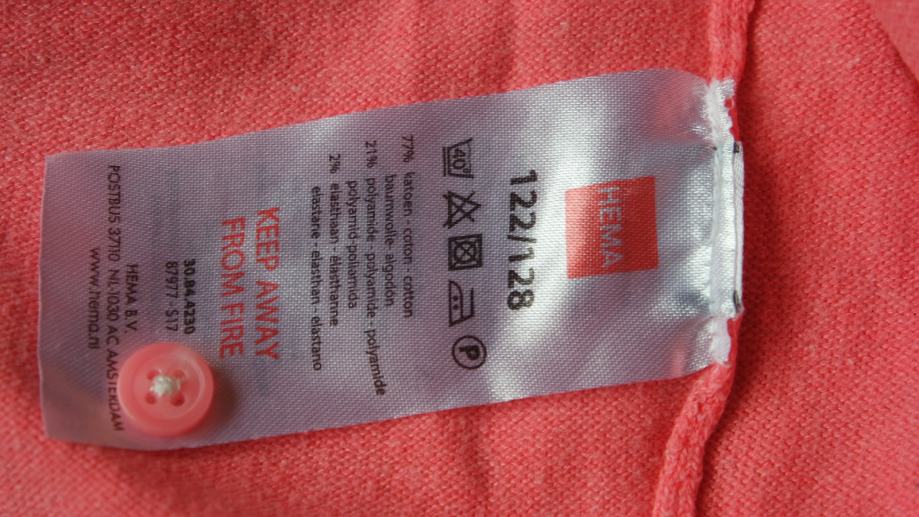 HEMA
122/128
40
P
77% katoen - coton - cotton
baumwolle - algodón
21% polyamide - polyamide - polyamide
polyamid - poliamida
2% elasthaan - élasthanne
elastane - elasthan - elastano
KEEP AWAY
FROM FIRE
30.84.4230
87977 - S17
HEMA B.V.
POSTBUS 37110 NL-1030 AC AMSTERDAM
www.hema.nl